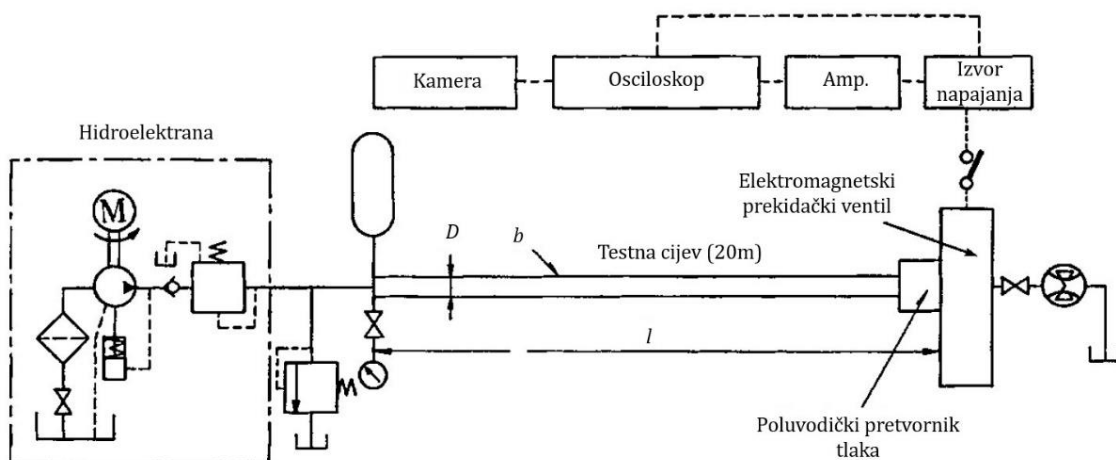 Kamera
Osciloskop
Amp.
Izvor
napajanja
Hidroelektrana
M
Elektromagnetski
prekidački ventil
D
b
Testna cijev (20m)
l
Poluvodički pretvornik
tlaka